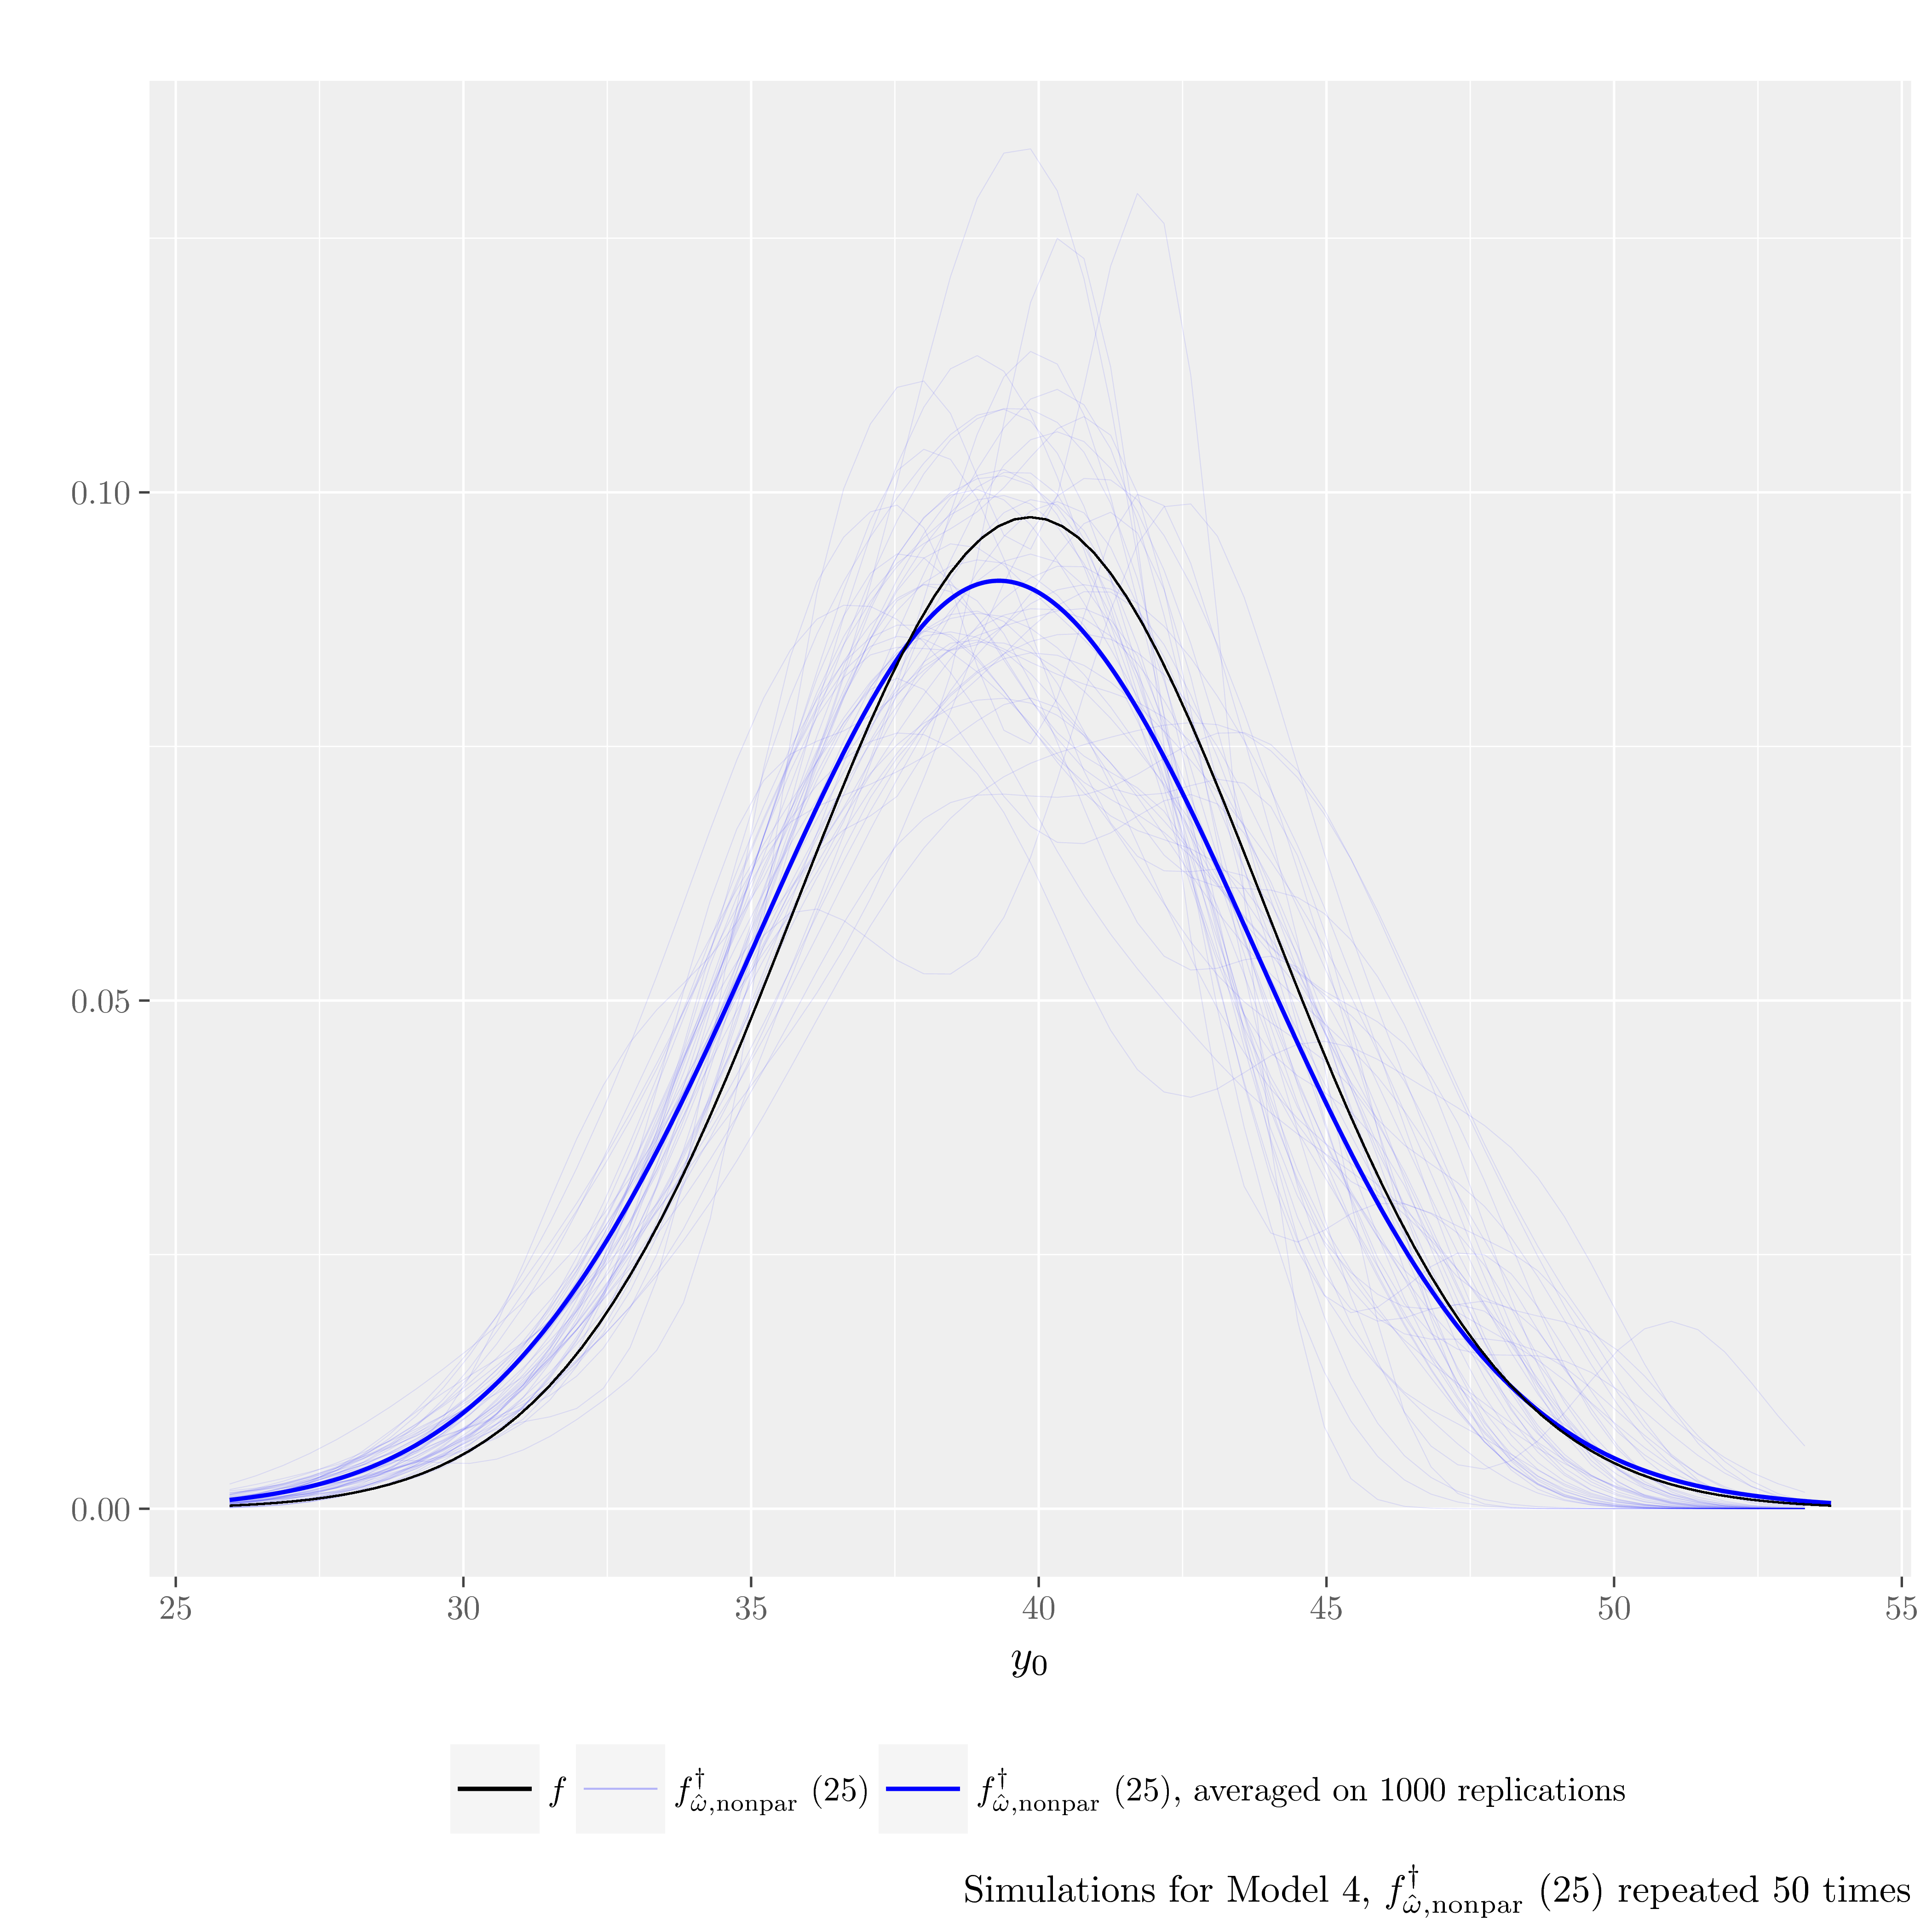 0.10
0.05
0.00
25 30 35 40 45 50 55
y₀
f f†ω̂,nonpar (25) f†ω̂,nonpar (25), averaged on 1000 replications
Simulations for Model 4, f†ω̂,nonpar (25) repeated 50 times